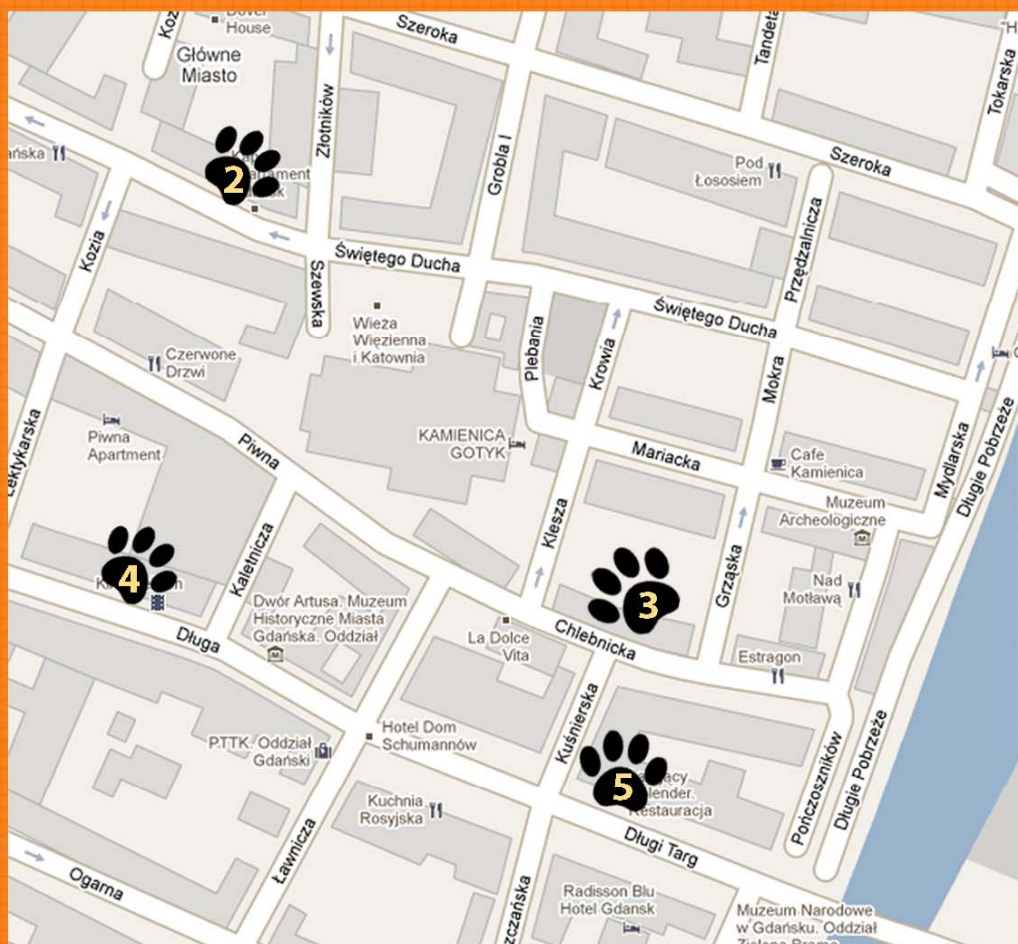 House
Szeroka
Główne
Miasto
Złotników
Grobla I
Tokarska
Szeroka
Pod
Łososiem
2
Przędzalnicza
Kozia
Świętego Ducha
Szewska
Świętego Ducha
Wieża
Więzienna
i.Katownia
Plebania
Krowia
Mokra
Czerwone
Drzwi
Piwna
Apartment
Piwna
KAMIENICA
GOTYK
Mariacka
Cafe
Kamienica
Mydlarska
Długie Pobrzeże
Muzeum
Archeologiczne
Klesza
Kaletnicza
Grząska
Nad
Motławą
4
3
Dwór Artusa. Muzeum
Historyczne Miasta
Gdańska. Oddział
Długa
La Dolce
Vita
Chlebnicka
Estragon
Kuśnierska
Hotel Dom
Schumannów
P.TTK. Oddział
Gdański
5
Restauracja
Pończoszników
Długie Pobrzeże
Kuchnia
Rosyjska
Długi Targ
Ławnicza
Ogarna
Radisson Blu
Hotel Gdansk
Muzeum Narodowe
w Gdańsku. Oddział